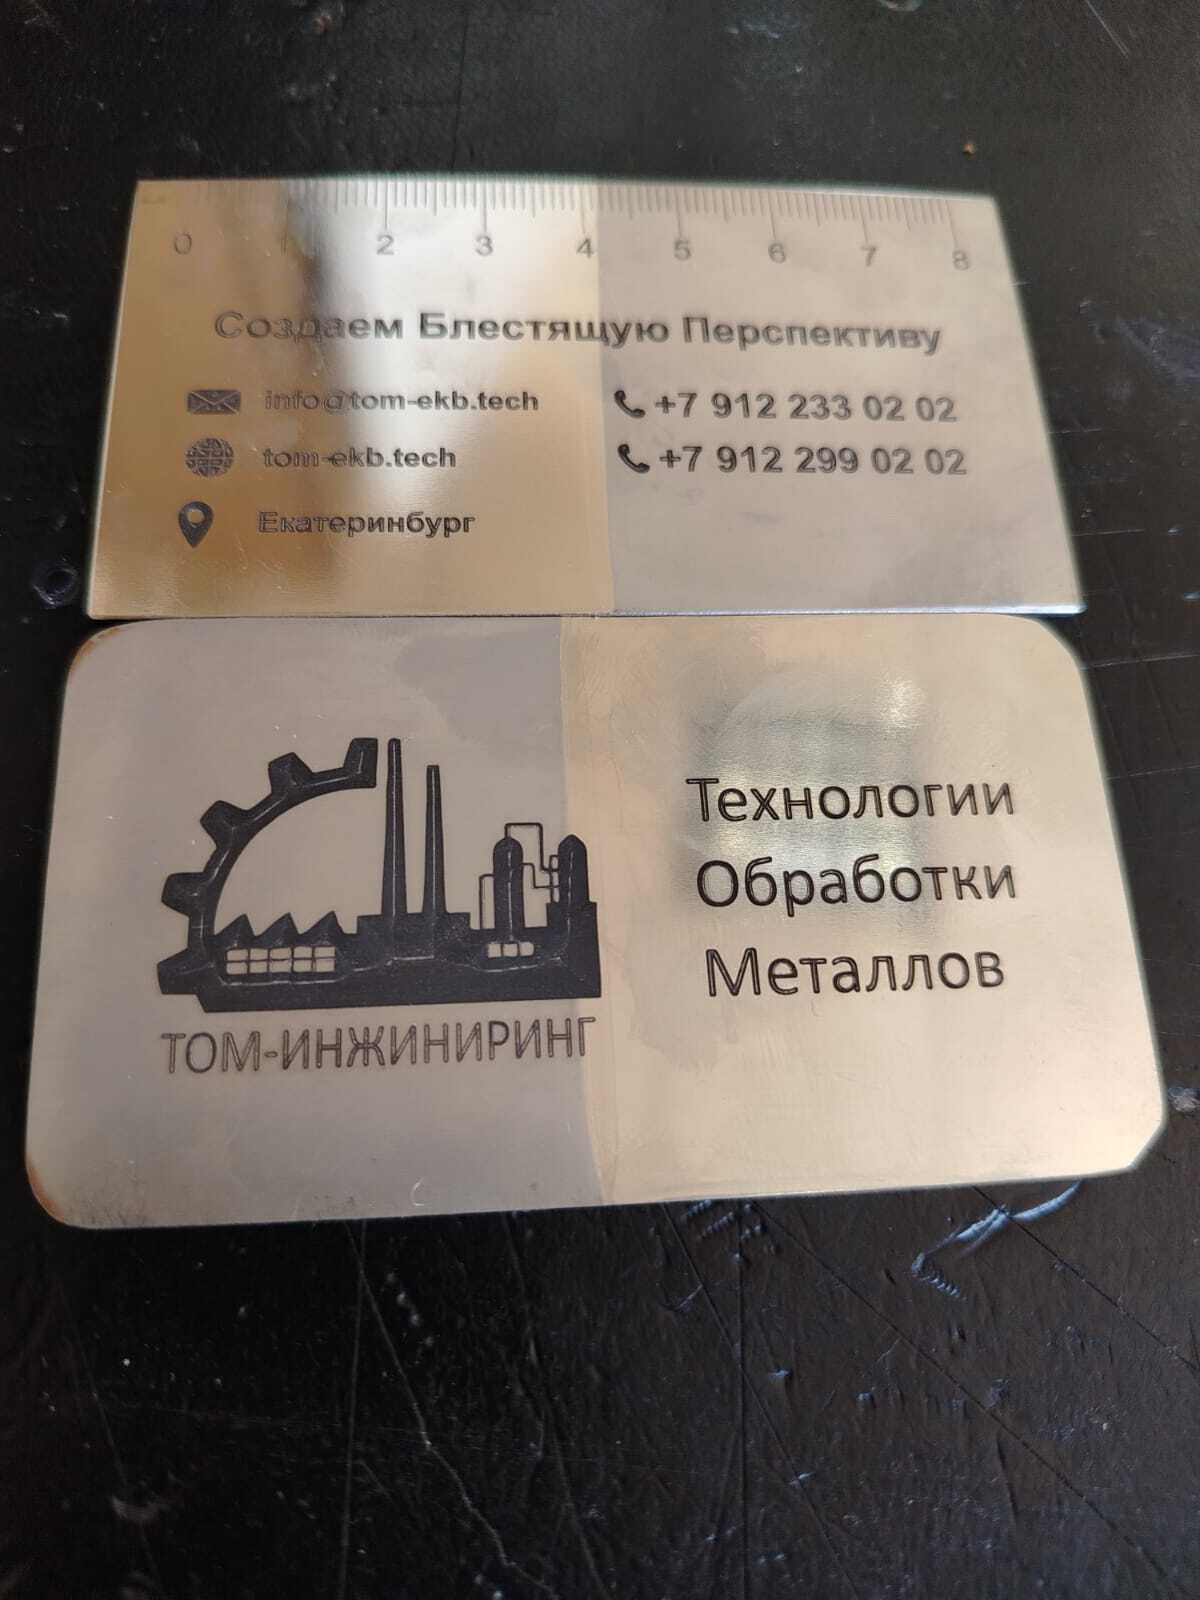 0 1 2 3 4 5 6 7 8
Создаем Блестящую Перспективу
info@tom-ekb.tech
+7 912 233 02 02
tom-ekb.tech
+7 912 299 02 02
Екатеринбург
Технологии
Обработки
Металлов
ТОМ-ИНЖИНИРИНГ